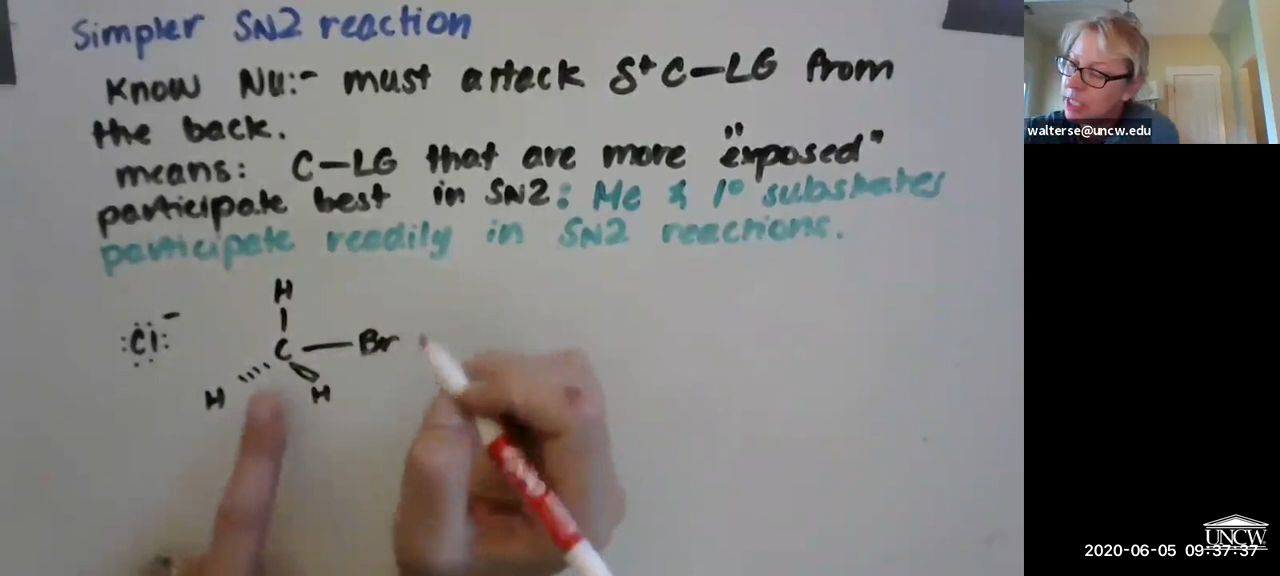 Simpler SN2 reaction
Know Nu:- must attack δ+ C-LG from
the back.
means: C-LG that are more "exposed"
participate best in SN2: Me & 1° substrates
participate readily in SN2 reactions.
H
:Cl:- C-Br
H H
walterse@uncw.edu
UNCW
2020-06-05 09:37:37